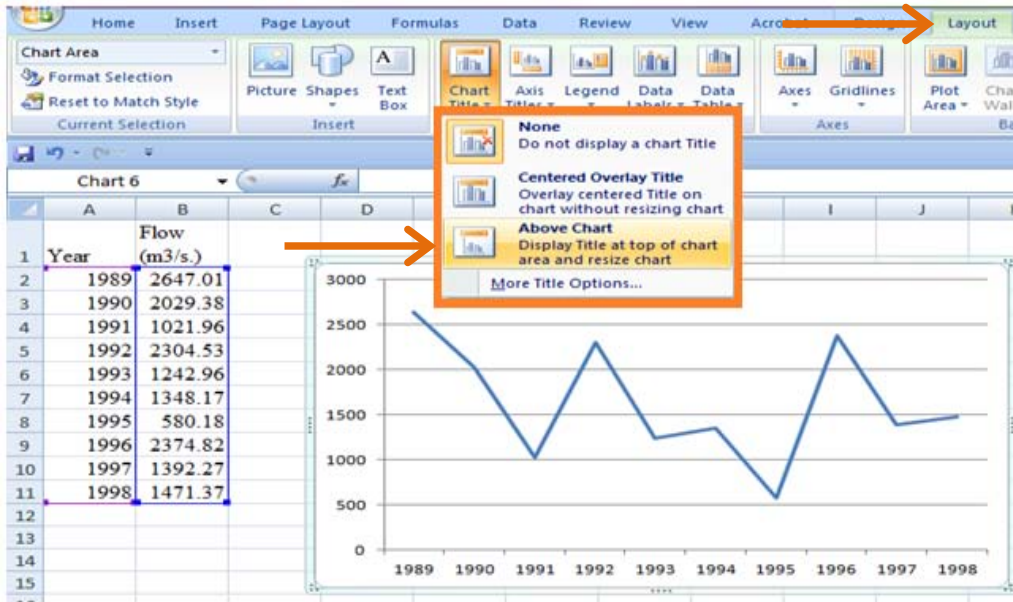 Home Insert Page Layout Formulas Data Review View Layout
Chart Area
Format Selection
Reset to Match Style
Current Selection
Picture Shapes Text Box
Insert
Chart Title Axis Titles Legend Data Labels Data Table
Axes Gridlines
Axes
Plot Area
None
Do not display a chart Title
Centered Overlay Title
Overlay centered Title on
chart without resizing chart
Above Chart
Display Title at top of chart
area and resize chart
More Title Options...
Chart 6 fx
A B C D I J
1 Year Flow (m3/s.)
2 1989 2647.01
3 1990 2029.38
4 1991 1021.96
5 1992 2304.53
6 1993 1242.96
7 1994 1348.17
8 1995 580.18
9 1996 2374.82
10 1997 1392.27
11 1998 1471.37
12
13
14
15
3000
2500
2000
1500
1000
500
0
1989 1990 1991 1992 1993 1994 1995 1996 1997 1998